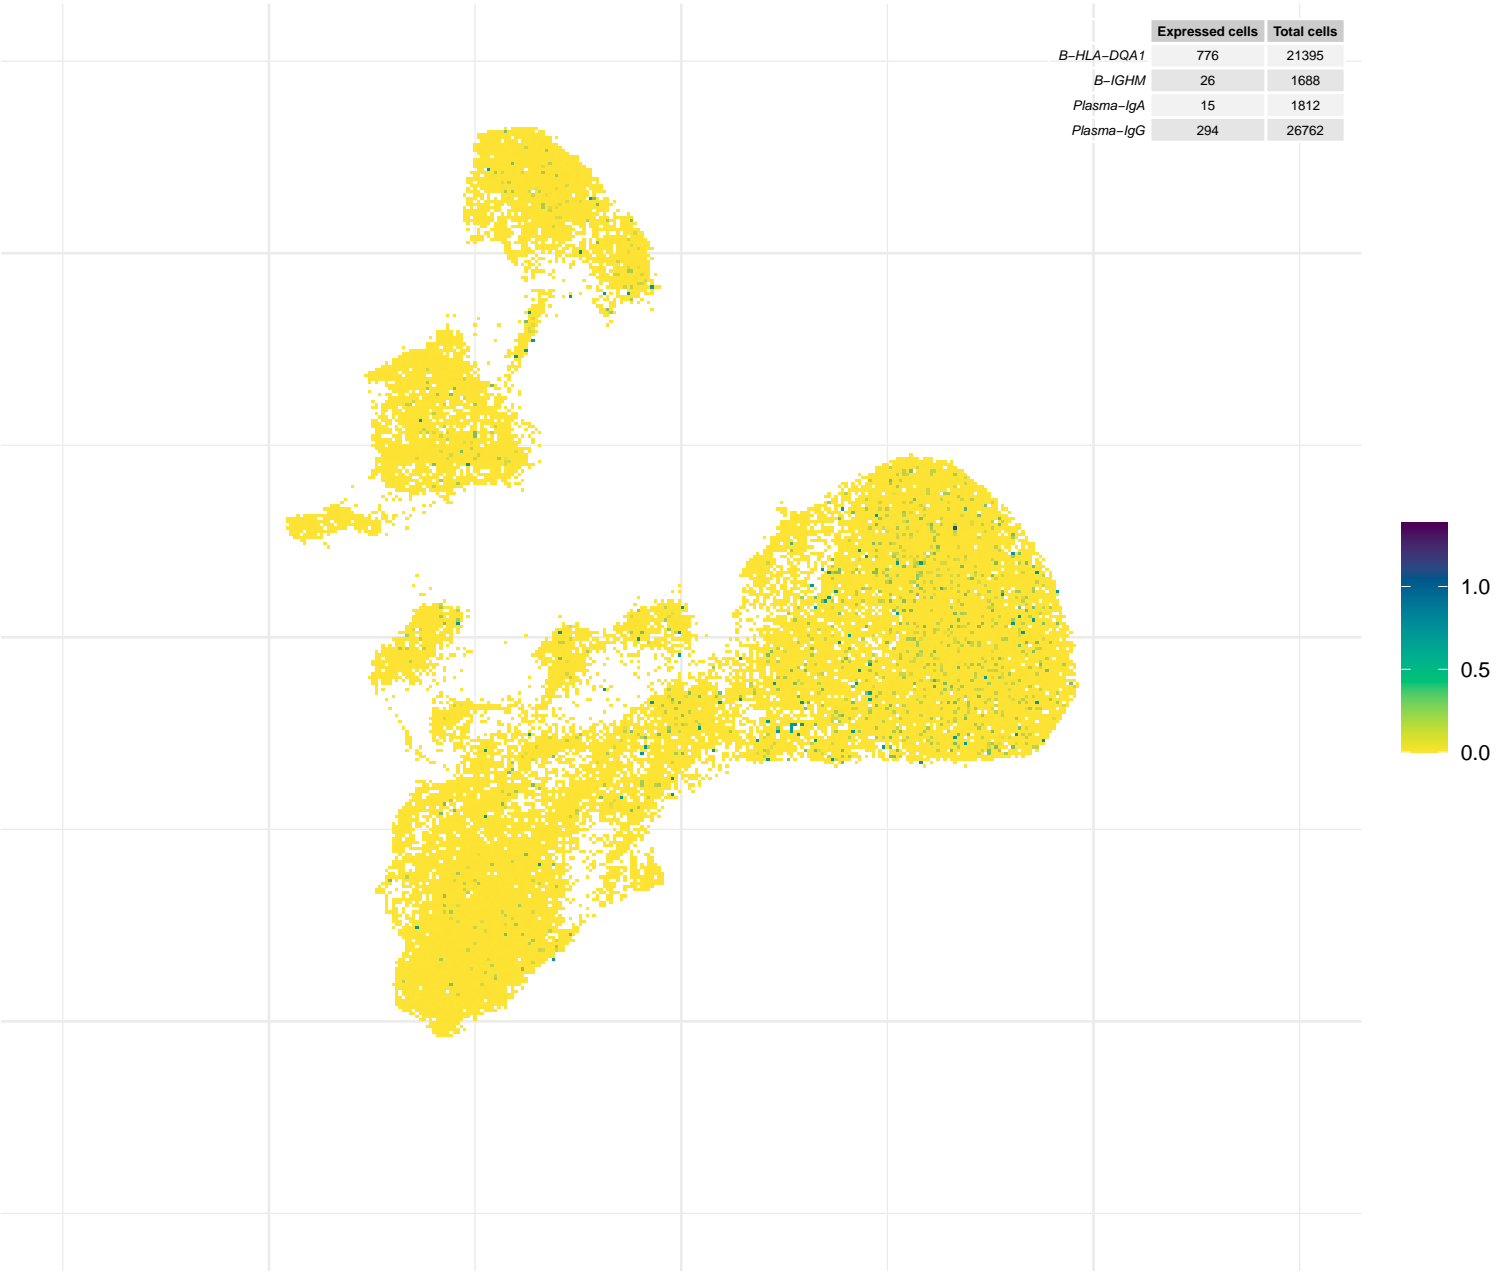 Expressed cells Total cells
B−HLA−DQA1 776 21395
B−IGHM 26 1688
Plasma−IgA 15 1812
Plasma−IgG 294 26762
1.0
0.5
0.0